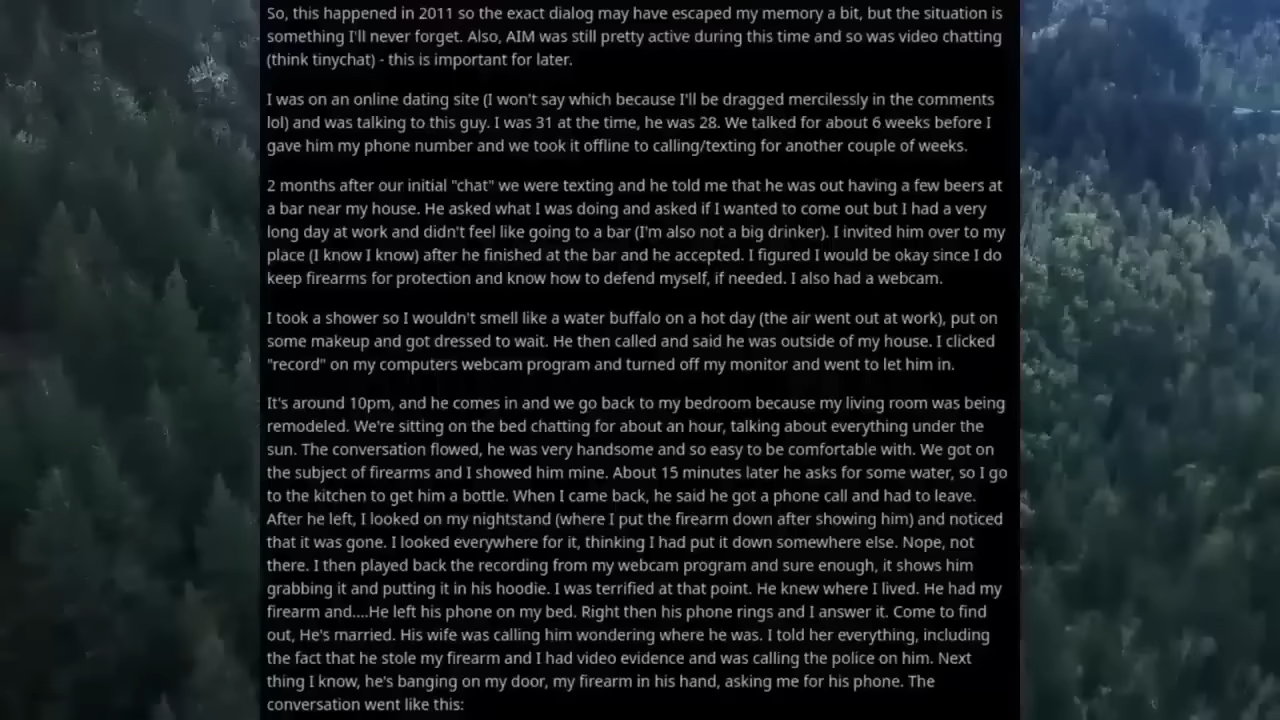 So, this happened in 2011 so the exact dialog may have escaped my memory a bit, but the situation is
something I'll never forget. Also, AIM was still pretty active during this time and so was video chatting
(think tinychat) - this is important for later.
I was on an online dating site (I won't say which because I'll be dragged mercilessly in the comments
lol) and was talking to this guy. I was 31 at the time, he was 28. We talked for about 6 weeks before I
gave him my phone number and we took it offline to calling/texting for another couple of weeks.
2 months after our initial "chat" we were texting and he told me that he was out having a few beers at
a bar near my house. He asked what I was doing and asked if I wanted to come out but I had a very
long day at work and didn't feel like going to a bar (I'm also not a big drinker). I invited him over to my
place (I know I know) after he finished at the bar and he accepted. I figured I would be okay since I do
keep firearms for protection and know how to defend myself, if needed. I also had a webcam.
I took a shower so I wouldn't smell like a water buffalo on a hot day (the air went out at work), put on
some makeup and got dressed to wait. He then called and said he was outside of my house. I clicked
"record" on my computers webcam program and turned off my monitor and went to let him in.
It's around 10pm, and he comes in and we go back to my bedroom because my living room was being
remodeled. We're sitting on the bed chatting for about an hour, talking about everything under the
sun. The conversation flowed, he was very handsome and so easy to be comfortable with. We got on
the subject of firearms and I showed him mine. About 15 minutes later he asks for some water, so I go
to the kitchen to get him a bottle. When I came back, he said he got a phone call and had to leave.
After he left, I looked on my nightstand (where I put the firearm down after showing him) and noticed
that it was gone. I looked everywhere for it, thinking I had put it down somewhere else. Nope, not
there. I then played back the recording from my webcam program and sure enough, it shows him
grabbing it and putting it in his hoodie. I was terrified at that point. He knew where I lived. He had my
firearm and....He left his phone on my bed. Right then his phone rings and I answer it. Come to find
out, He's married. His wife was calling him wondering where he was. I told her everything, including
the fact that he stole my firearm and I had video evidence and was calling the police on him. Next
thing I know, he's banging on my door, my firearm in his hand, asking me for his phone. The
conversation went like this: